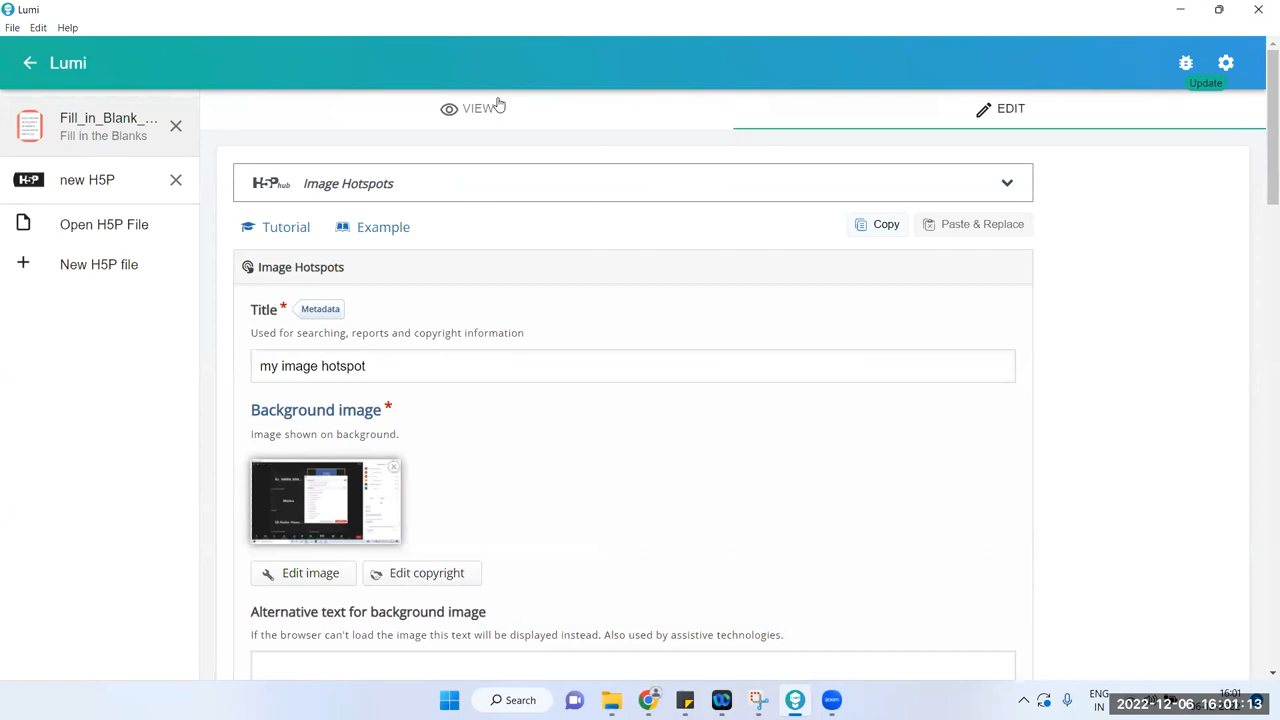 Lumi
File Edit Help
Lumi
Update
Fill_in_Blank_...
Fill in the Blanks
new H5P
Open H5P File
New H5P file
VIEW
EDIT
H5P hub Image Hotspots
Tutorial Example Copy Paste & Replace
Image Hotspots
Title * Metadata
Used for searching, reports and copyright information
my image hotspot
Background image *
Image shown on background.
Edit image Edit copyright
Alternative text for background image
If the browser can't load the image this text will be displayed instead. Also used by assistive technologies.
Search
zoom
ENG
IN
16:01
2022-12-06 16:01:13